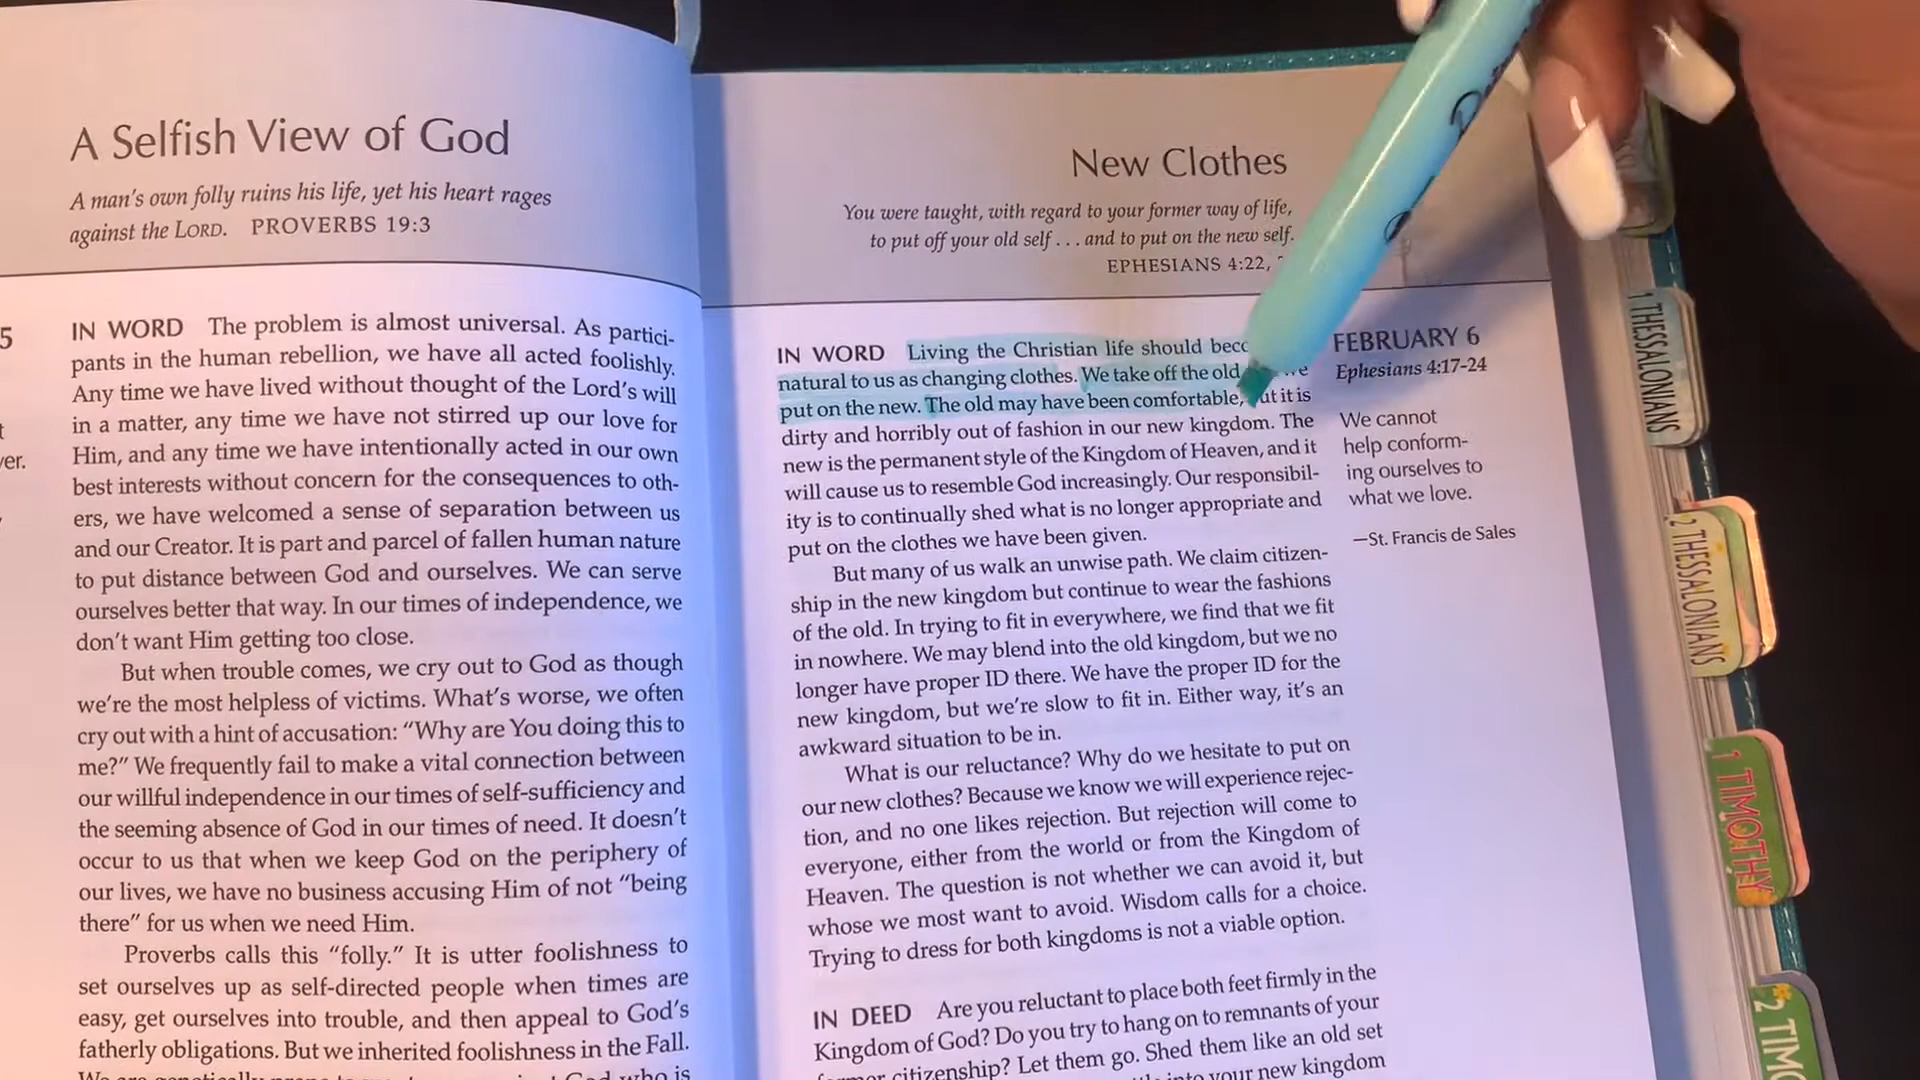 A Selfish View of God
A man's own folly ruins his life, yet his heart rages
against the LORD. PROVERBS 19:3
5
t
ver.
IN WORD The problem is almost universal. As partici-
pants in the human rebellion, we have all acted foolishly.
Any time we have lived without thought of the Lord's will
in a matter, any time we have not stirred up our love for
Him, and any time we have intentionally acted in our own
best interests without concern for the consequences to oth-
ers, we have welcomed a sense of separation between us
and our Creator. It is part and parcel of fallen human nature
to put distance between God and ourselves. We can serve
ourselves better that way. In our times of independence, we
don't want Him getting too close.
But when trouble comes, we cry out to God as though
we're the most helpless of victims. What's worse, we often
cry out with a hint of accusation: "Why are You doing this to
me?" We frequently fail to make a vital connection between
our willful independence in our times of self-sufficiency and
the seeming absence of God in our times of need. It doesn't
occur to us that when we keep God on the periphery of
our lives, we have no business accusing Him of not "being
there" for us when we need Him.
Proverbs calls this "folly." It is utter foolishness to
set ourselves up as self-directed people when times are
easy, get ourselves into trouble, and then appeal to God's
fatherly obligations. But we inherited foolishness in the Fall.
New Clothes
You were taught, with regard to your former way of life,
to put off your old self . . . and to put on the new self.
EPHESIANS 4:22,
IN WORD Living the Christian life should
natural to us as changing clothes. We take off the old
put on the new. The old may have been comfortable, but it is
dirty and horribly out of fashion in our new kingdom. The
new is the permanent style of the Kingdom of Heaven, and it
will cause us to resemble God increasingly. Our responsibil-
ity is to continually shed what is no longer appropriate and
put on the clothes we have been given.
But many of us walk an unwise path. We claim citizen-
ship in the new kingdom but continue to wear the fashions
of the old. In trying to fit in everywhere, we find that we fit
in nowhere. We may blend into the old kingdom, but we no
longer have proper ID there. We have the proper ID for the
new kingdom, but we're slow to fit in. Either way, it's an
awkward situation to be in.
What is our reluctance? Why do we hesitate to put on
our new clothes? Because we know we will experience rejec-
tion, and no one likes rejection. But rejection will come to
everyone, either from the world or from the Kingdom of
Heaven. The question is not whether we can avoid it, but
whose we most want to avoid. Wisdom calls for a choice.
Trying to dress for both kingdoms is not a viable option.
IN DEED Are you reluctant to place both feet firmly in the
Kingdom of God? Do you try to hang on to remnants of your
citizenship? Let them go. Shed them like an old set
into your new kingdom
FEBRUARY 6
Ephesians 4:17-24
We cannot
help conform-
ing ourselves to
what we love.
—St. Francis de Sales
1 THESSALONIANS
2 THESSALONIANS
1 TIMOTHY
2 TIM